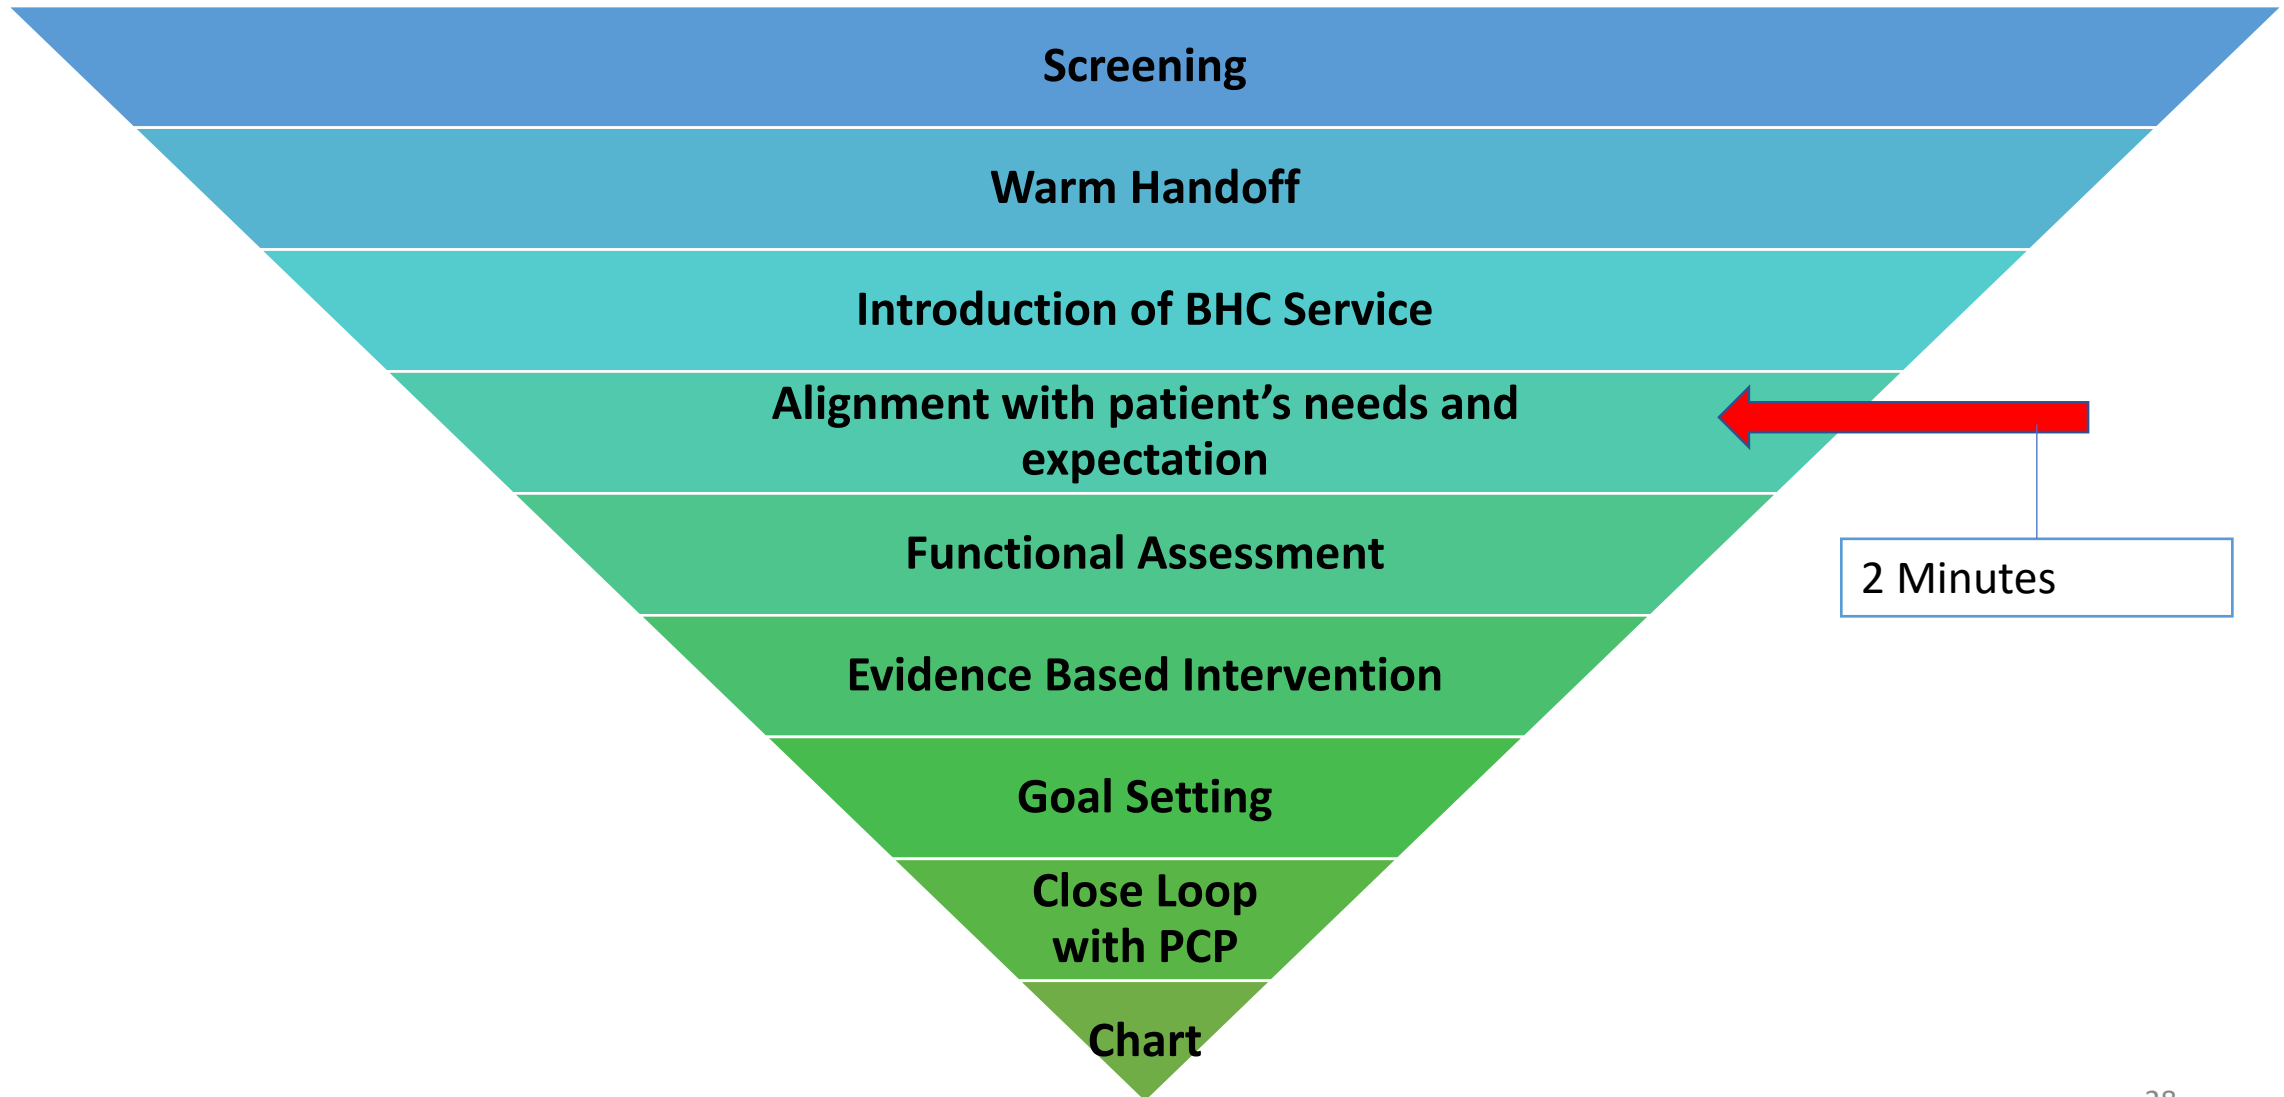 Screening
Warm Handoff
Introduction of BHC Service
Alignment with patient’s needs and
expectation
2 Minutes
Functional Assessment
Evidence Based Intervention
Goal Setting
Close Loop
with PCP
Chart